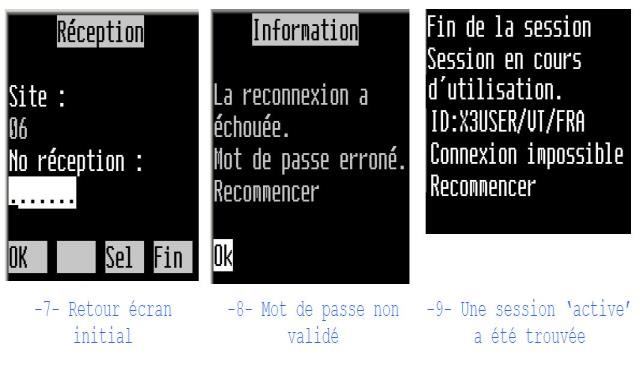 Réception
Site :
06
No réception :
.......
OK Sel Fin
-7- Retour écran
initial
Information
La reconnexion a
échouée.
Mot de passe erroné.
Recommencer
Ok
-8- Mot de passe non
validé
Fin de la session
Session en cours
d'utilisation.
ID:X3USER/VT/FRA
Connexion impossible
Recommencer
-9- Une session ‘active’
a été trouvée